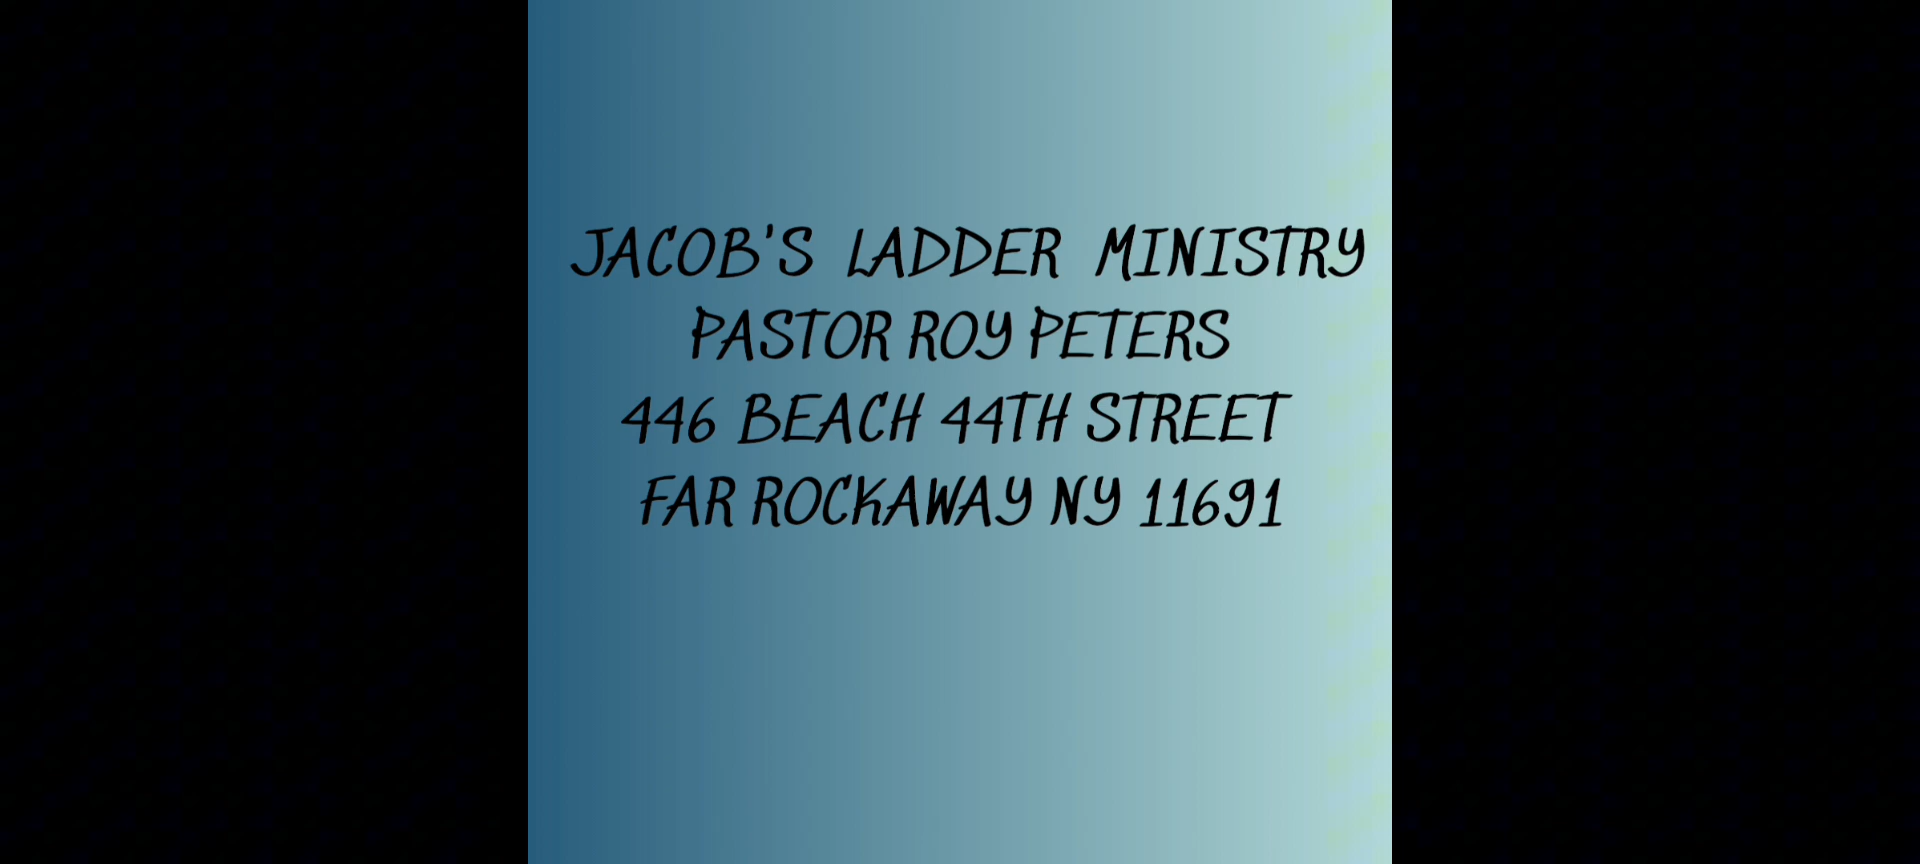 JACOB'S LADDER MINISTRY
PASTOR ROY PETERS
446 BEACH 44TH STREET
FAR ROCKAWAY NY 11691